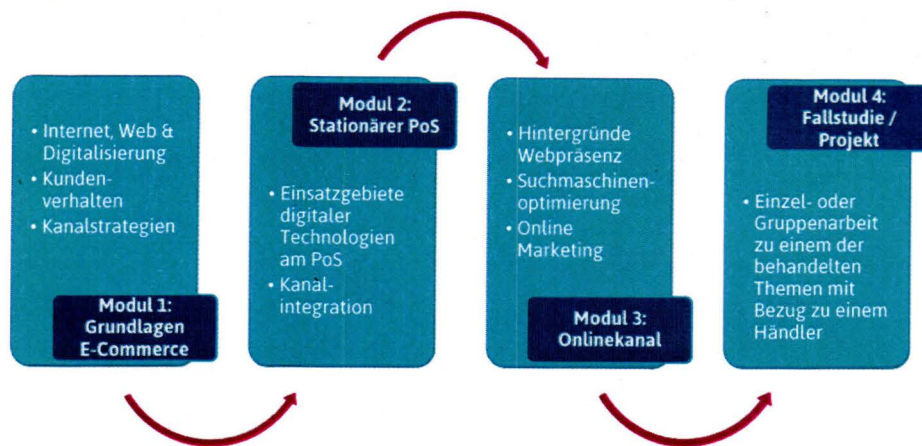 • Internet, Web &
Digitalisierung
• Kunden-
verhalten
• Kanalstrategien
Modul 1:
Grundlagen
E-Commerce
Modul 2:
Stationärer PoS
• Einsatzgebiete
digitaler
Technologien
am PoS
• Kanal-
integration
• Hintergründe
Webpräsenz
• Suchmaschinen-
optimierung
• Online
Marketing
Modul 3:
Onlinekanal
Modul 4:
Fallstudie /
Projekt
• Einzel- oder
Gruppenarbeit
zu einem der
behandelten
Themen mit
Bezug zu einem
Händler